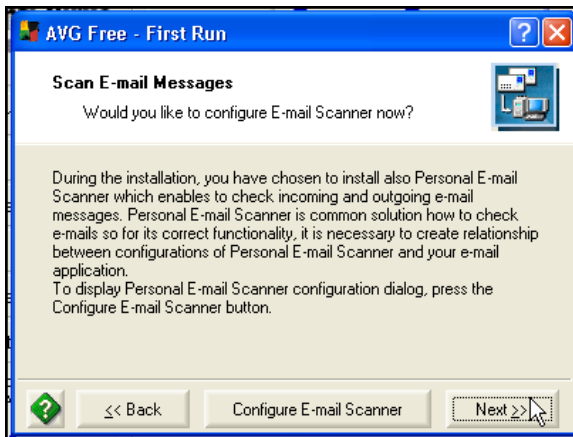 AVG Free - First Run
Scan E-mail Messages
Would you like to configure E-mail Scanner now?
During the installation, you have chosen to install also Personal E-mail
Scanner which enables to check incoming and outgoing e-mail
messages. Personal E-mail Scanner is common solution how to check
e-mails so for its correct functionality, it is necessary to create relationship
between configurations of Personal E-mail Scanner and your e-mail
application.
To display Personal E-mail Scanner configuration dialog, press the
Configure E-mail Scanner button.
<< Back Configure E-mail Scanner Next >>